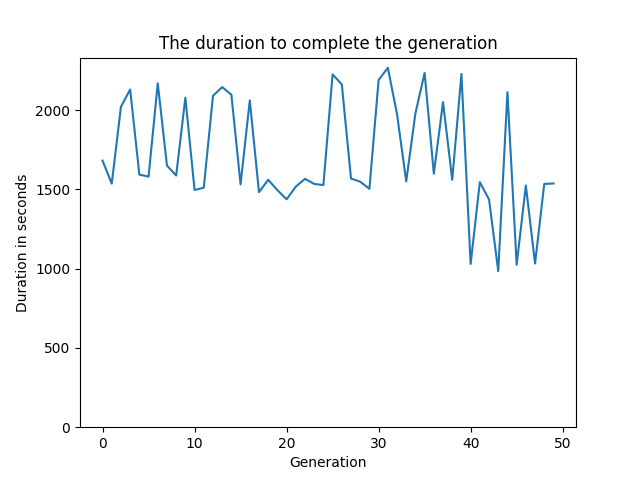 The duration to complete the generation
2000
1500
1000
500
0
Duration in seconds
0 10 20 30 40 50
Generation